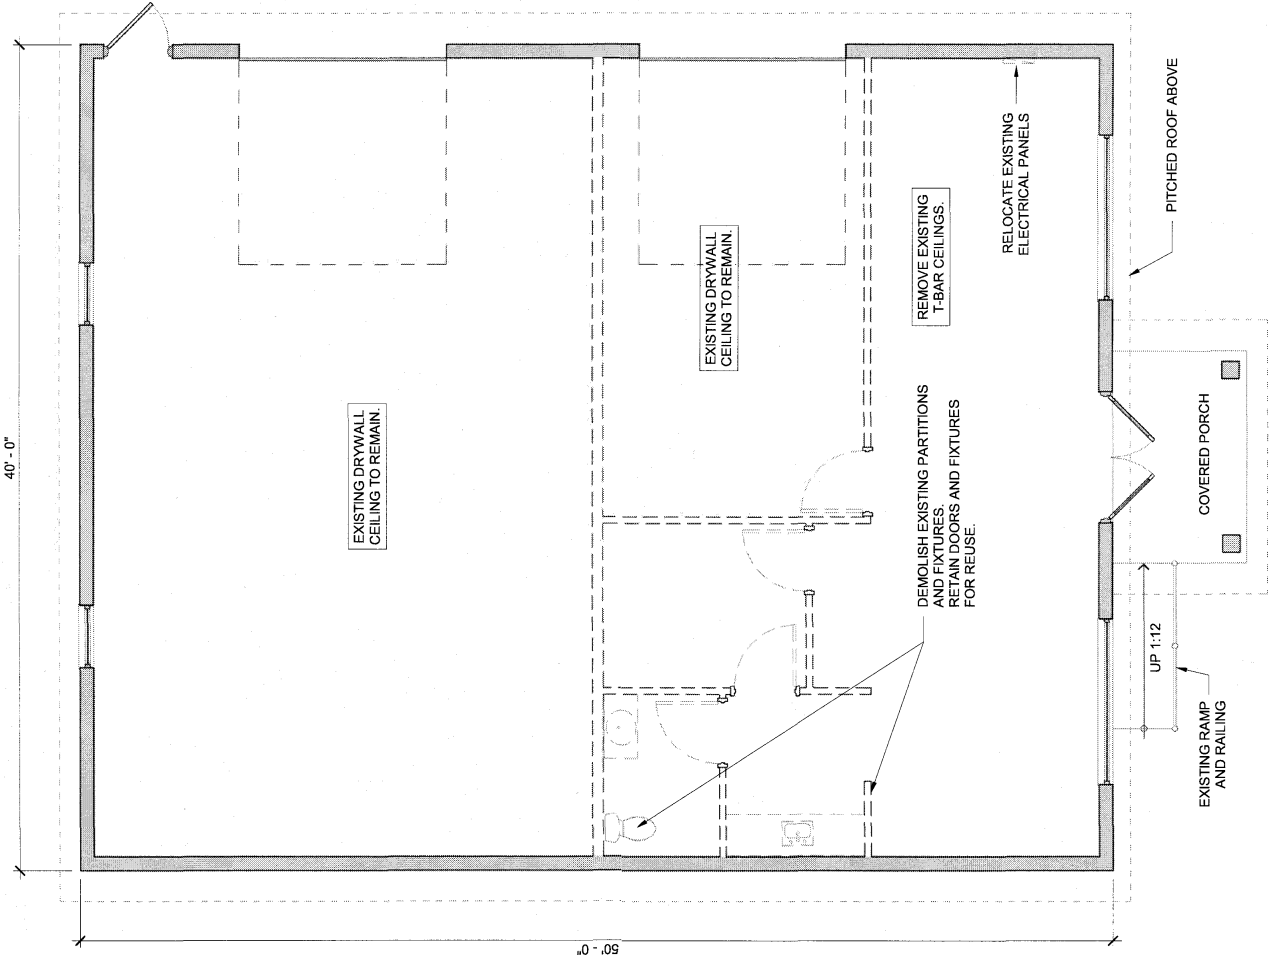 40' - 0"
EXISTING DRYWALL
CEILING TO REMAIN.
EXISTING DRYWALL
CEILING TO REMAIN.
REMOVE EXISTING
T-BAR CEILINGS.
RELOCATE EXISTING
ELECTRICAL PANELS
PITCHED ROOF ABOVE
DEMOLISH EXISTING PARTITIONS
AND FIXTURES.
RETAIN DOORS AND FIXTURES
FOR REUSE.
COVERED PORCH
UP 1:12
EXISTING RAMP
AND RAILING
50' - 0"